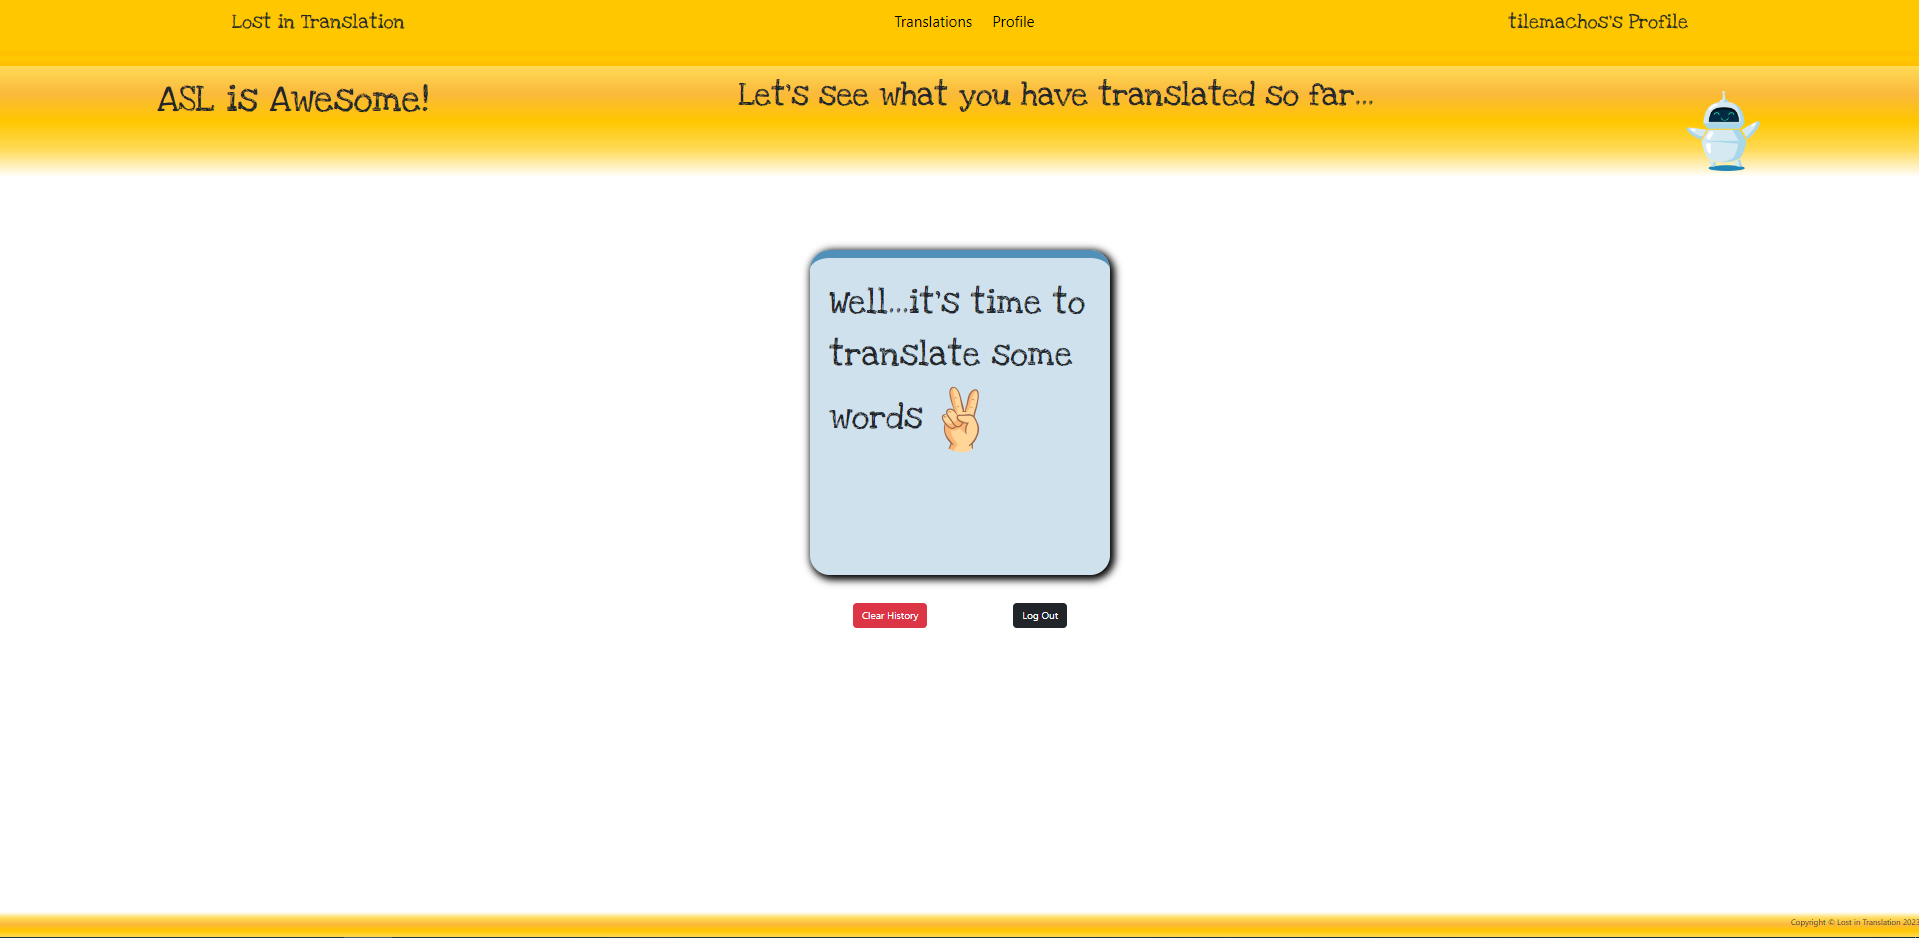 Lost in Translation
Translations
Profile
tilemachos's Profile
ASL is Awesome!
Let's see what you have translated so far...
Well...it's time to
translate some
words
Clear History
Log Out
Copyright © Lost in Translation 2023